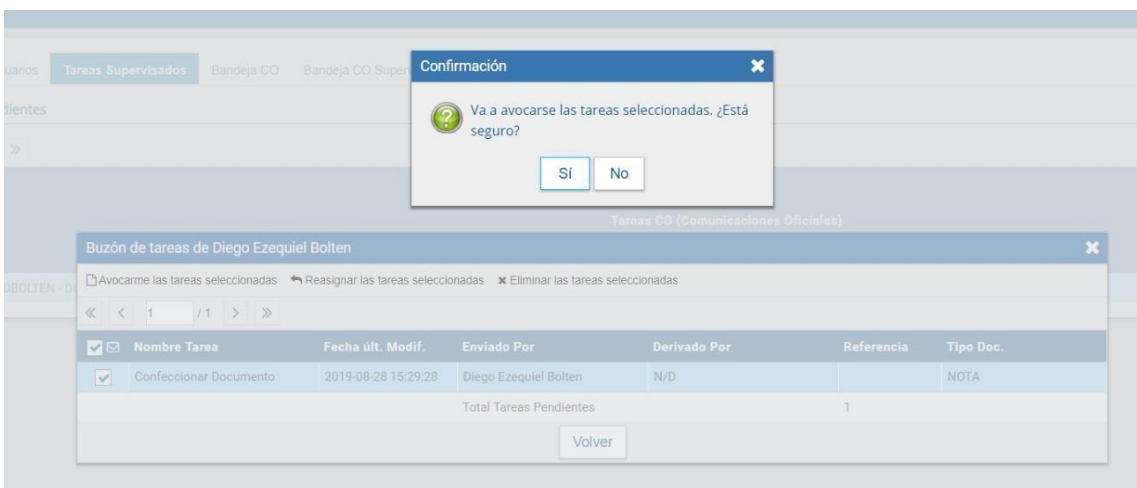 uarios Tareas Supervisados Bandeja CO Bandeja CO Super
Confirmación
dientes
Va a avocarse las tareas seleccionadas. ¿Está
seguro?
Sí No
Tareas CO (Comunicaciones Oficiales)
Buzón de tareas de Diego Ezequiel Bolten
Avocarme las tareas seleccionadas Reasignar las tareas seleccionadas Eliminar las tareas seleccionadas
DBOLTEN - D
1 / 1
Nombre Tarea Fecha últ. Modif. Enviado Por Derivado Por Referencia Tipo Doc.
Confeccionar Documento 2019-08-28 15:29:28 Diego Ezequiel Bolten N/D NOTA
Total Tareas Pendientes 1
Volver